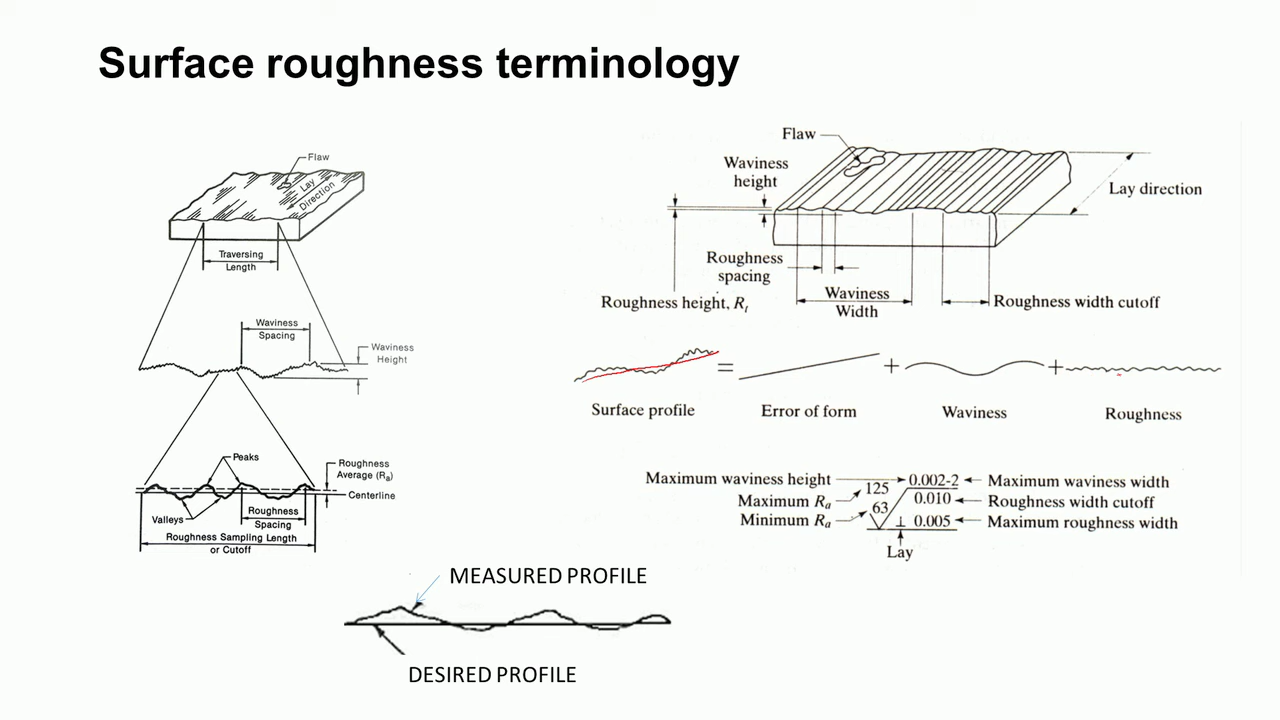 Surface roughness terminology
Flaw
Lay
Direction
Traversing
Length
Waviness
Spacing
Waviness
Height
Peaks
Roughness
Average (Ra)
Centerline
Valleys
Roughness
Spacing
Roughness Sampling Length
or Cutoff
Flaw
Waviness
height
Lay direction
Roughness
spacing
Roughness height, Rt
Waviness
Width
Roughness width cutoff
= + +
Surface profile Error of form Waviness Roughness
Maximum waviness height 0.002-2 Maximum waviness width
Maximum Ra 125 0.010 Roughness width cutoff
Minimum Ra 63 ⊥ 0.005 Maximum roughness width
Lay
MEASURED PROFILE
DESIRED PROFILE